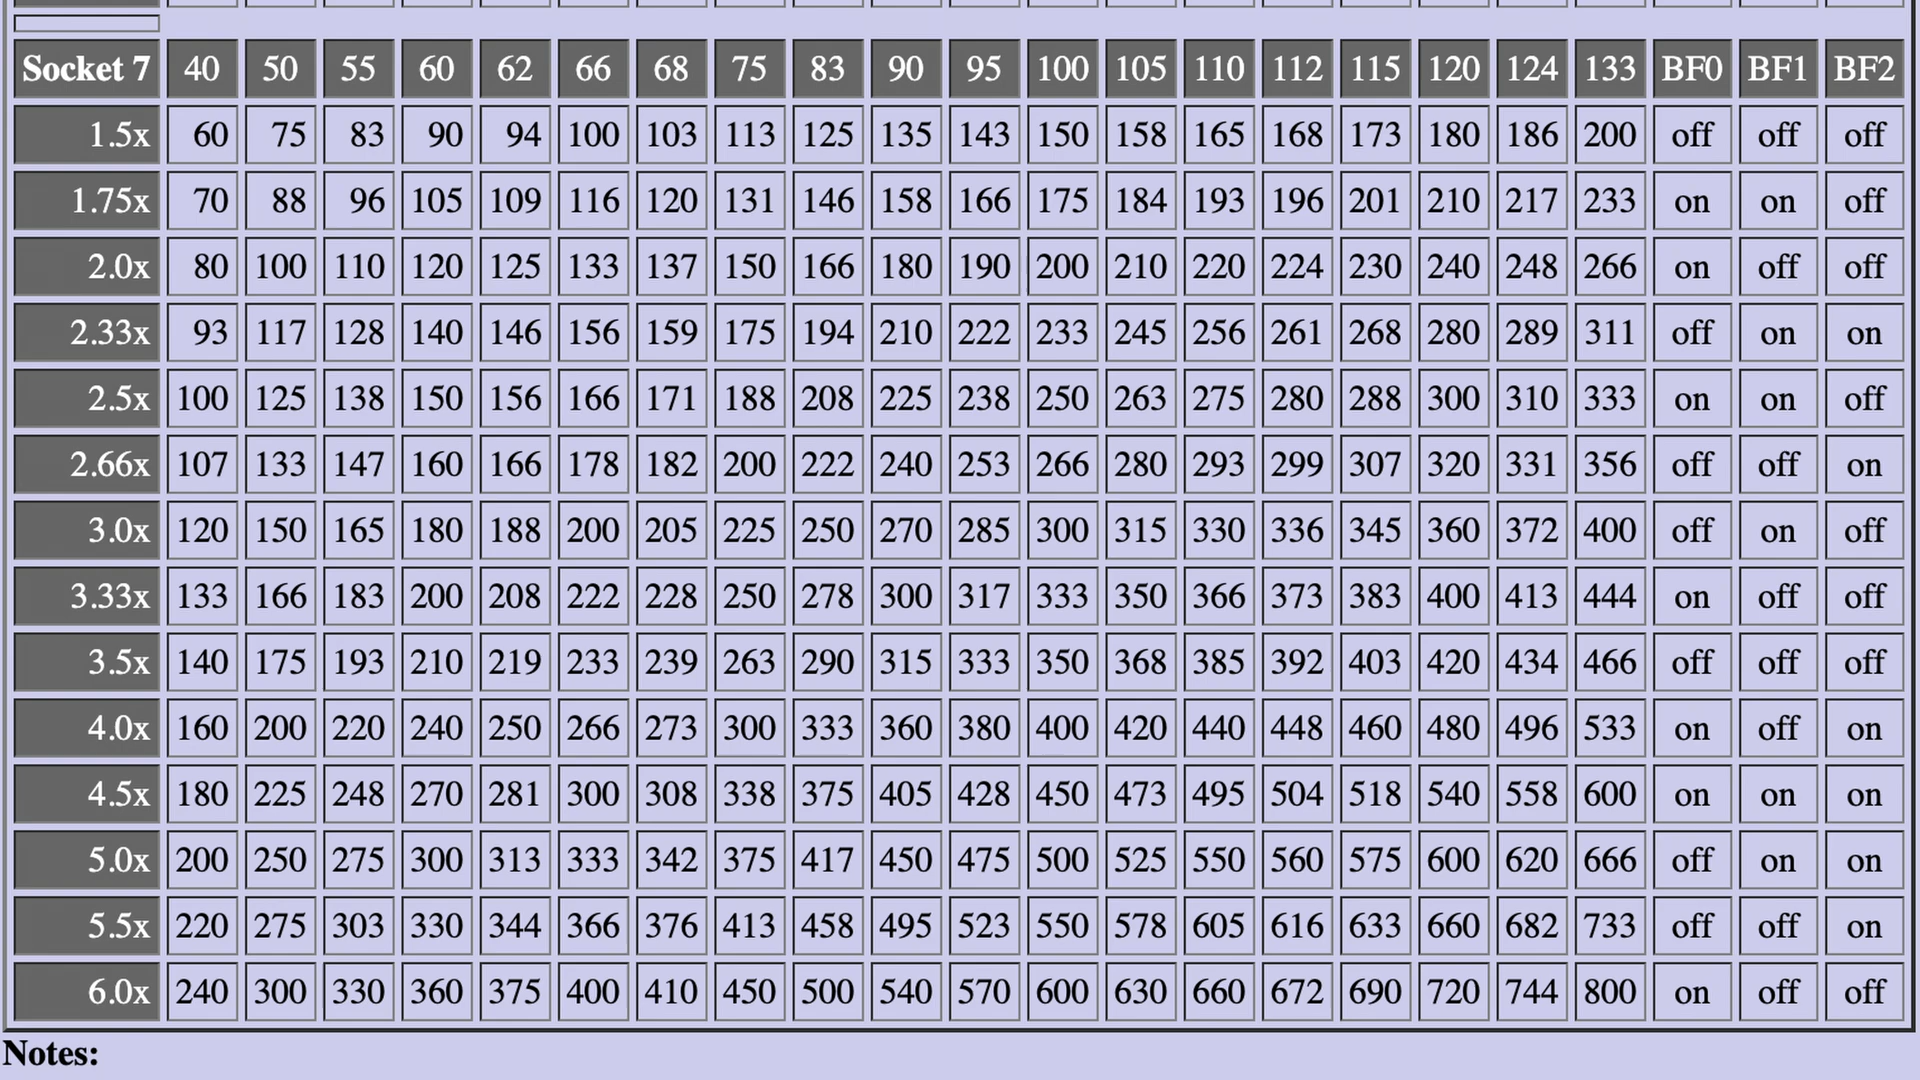 Socket 7 40 50 55 60 62 66 68 75 83 90 95 100 105 110 112 115 120 124 133 BF0 BF1 BF2
1.5x 60 75 83 90 94 100 103 113 125 135 143 150 158 165 168 173 180 186 200 off off off
1.75x 70 88 96 105 109 116 120 131 146 158 166 175 184 193 196 201 210 217 233 on on off
2.0x 80 100 110 120 125 133 137 150 166 180 190 200 210 220 224 230 240 248 266 on off off
2.33x 93 117 128 140 146 156 159 175 194 210 222 233 245 256 261 268 280 289 311 off on on
2.5x 100 125 138 150 156 166 171 188 208 225 238 250 263 275 280 288 300 310 333 on on off
2.66x 107 133 147 160 166 178 182 200 222 240 253 266 280 293 299 307 320 331 356 off off on
3.0x 120 150 165 180 188 200 205 225 250 270 285 300 315 330 336 345 360 372 400 off on off
3.33x 133 166 183 200 208 222 228 250 278 300 317 333 350 366 373 383 400 413 444 on off off
3.5x 140 175 193 210 219 233 239 263 290 315 333 350 368 385 392 403 420 434 466 off off off
4.0x 160 200 220 240 250 266 273 300 333 360 380 400 420 440 448 460 480 496 533 on off on
4.5x 180 225 248 270 281 300 308 338 375 405 428 450 473 495 504 518 540 558 600 on on on
5.0x 200 250 275 300 313 333 342 375 417 450 475 500 525 550 560 575 600 620 666 off on on
5.5x 220 275 303 330 344 366 376 413 458 495 523 550 578 605 616 633 660 682 733 off off on
6.0x 240 300 330 360 375 400 410 450 500 540 570 600 630 660 672 690 720 744 800 on off off
Notes: